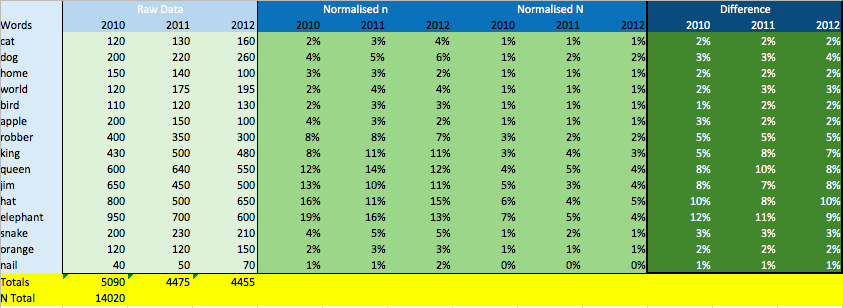 Raw Data Normalised n Normalised N Difference
Words 2010 2011 2012 2010 2011 2012 2010 2011 2012 2010 2011 2012
cat 120 130 160 2% 3% 4% 1% 1% 1% 2% 2% 2%
dog 200 220 260 4% 5% 6% 1% 2% 2% 3% 3% 4%
home 150 140 100 3% 3% 2% 1% 1% 1% 2% 2% 2%
world 120 175 195 2% 4% 4% 1% 1% 1% 2% 3% 3%
bird 110 120 130 2% 3% 3% 1% 1% 1% 1% 2% 2%
apple 200 150 100 4% 3% 2% 1% 1% 1% 3% 2% 2%
robber 400 350 300 8% 8% 7% 3% 2% 2% 5% 5% 5%
king 430 500 480 8% 11% 11% 3% 4% 3% 5% 8% 7%
queen 600 640 550 12% 14% 12% 4% 5% 4% 8% 10% 8%
jim 650 450 500 13% 10% 11% 5% 3% 4% 8% 7% 8%
hat 800 500 650 16% 11% 15% 6% 4% 5% 10% 8% 10%
elephant 950 700 600 19% 16% 13% 7% 5% 4% 12% 11% 9%
snake 200 230 210 4% 5% 5% 1% 2% 1% 3% 3% 3%
orange 120 120 150 2% 3% 3% 1% 1% 1% 2% 2% 2%
nail 40 50 70 1% 1% 2% 0% 0% 0% 1% 1% 1%
Totals 5090 4475 4455
N Total 14020